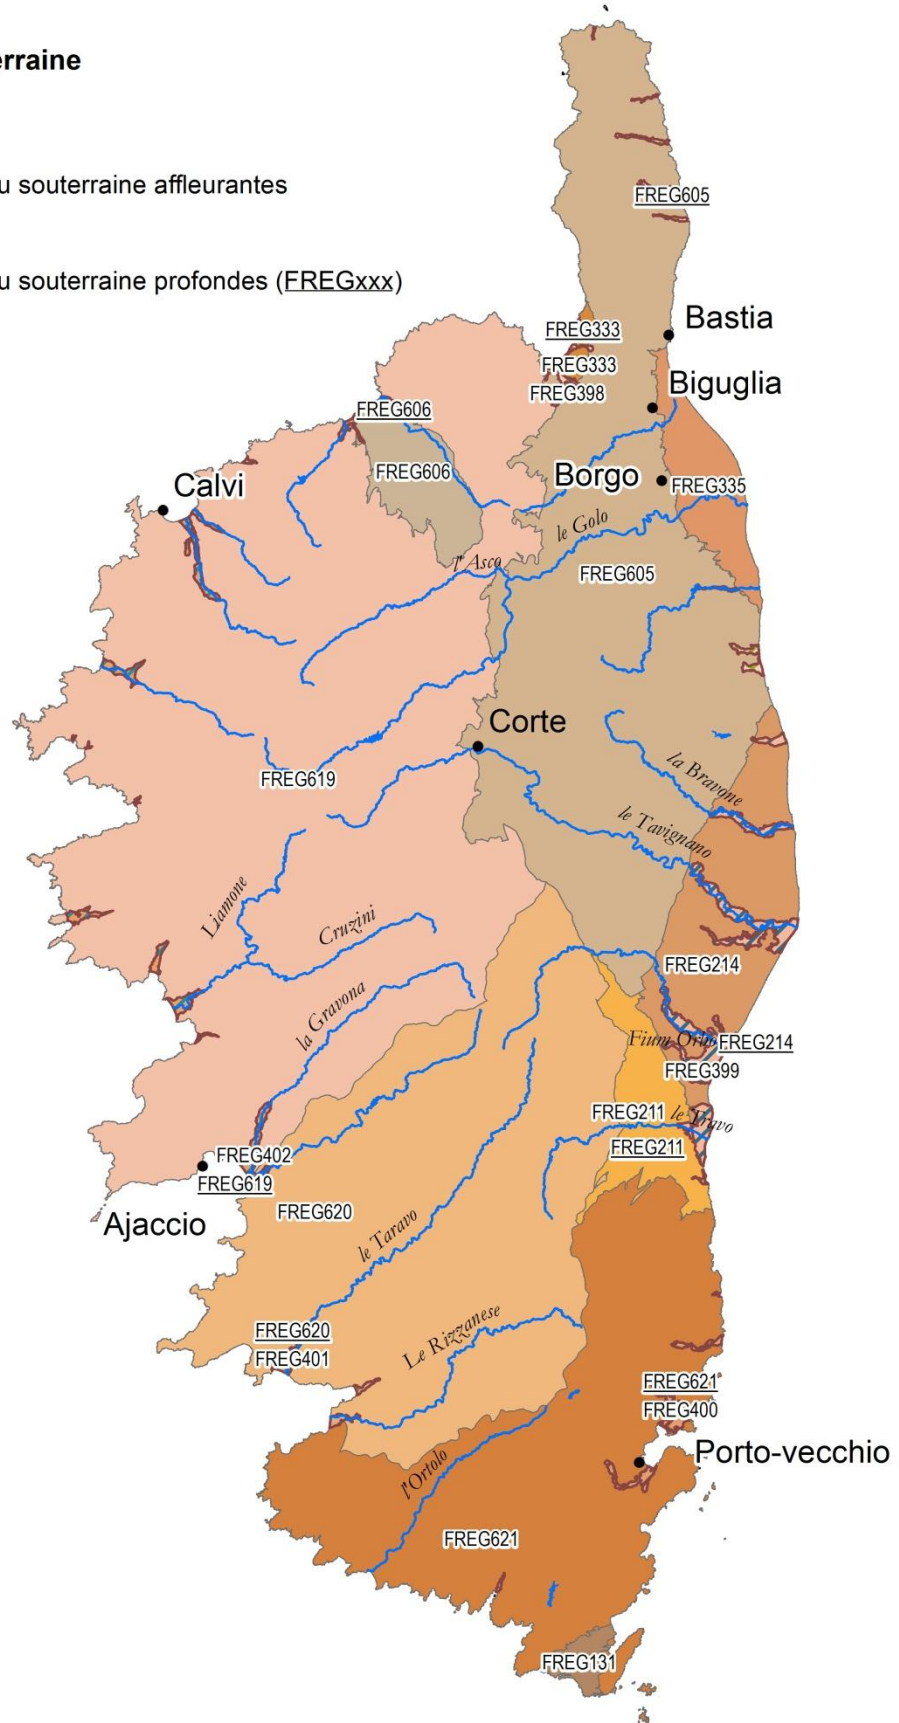 erraine
u souterraine affleurantes
FREG605
u souterraine profondes (FREGxxx)
Bastia
FREG333
FREG333
Biguglia
FREG398
FREG606
FREG606
Borgo
Calvi
FREG335
le Golo
l'Asco
FREG605
Corte
FREG619
la Bravone
le Tavignano
Liamone
Cruzini
FREG214
la Gravona
Fium Orbo
FREG214
FREG399
FREG211
le Travo
FREG211
FREG402
FREG619
Ajaccio
FREG620
le Taravo
FREG620
FREG401
Le Rizzanese
FREG621
FREG400
Porto-vecchio
l'Ortolo
FREG621
FREG131